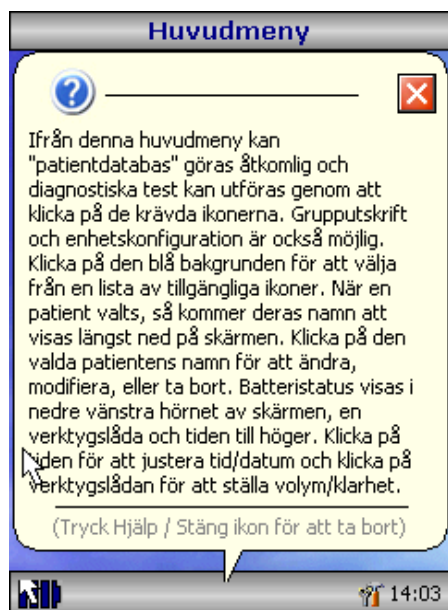 Huvudmeny
Ifrån denna huvudmeny kan
"patientdatabas" göras åtkomlig och
diagnostiska test kan utföras genom att
klicka på de krävda ikonerna. Grupputskrift
och enhetskonfiguration är också möjlig.
Klicka på den blå bakgrunden för att välja
från en lista av tillgängliga ikoner. När en
patient valts, så kommer deras namn att
visas längst ned på skärmen. Klicka på den
valda patientens namn för att ändra,
modifiera, eller ta bort. Batteristatus visas i
nedre vänstra hörnet av skärmen, en
verktygslåda och tiden till höger. Klicka på
tiden för att justera tid/datum och klicka på
verktygslådan för att ställa volym/klarhet.
(Tryck Hjälp / Stäng ikon för att ta bort)
14:03